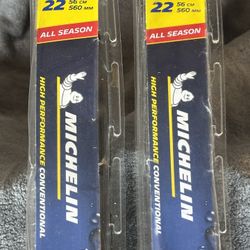 22
56 CM
560 MM
ALL SEASON
MICHELIN
HIGH PERFORMANCE CONVENTIONAL
22
56 CM
560 MM
ALL SEASON
MICHELIN
HIGH PERFORMANCE CONVENTIONAL